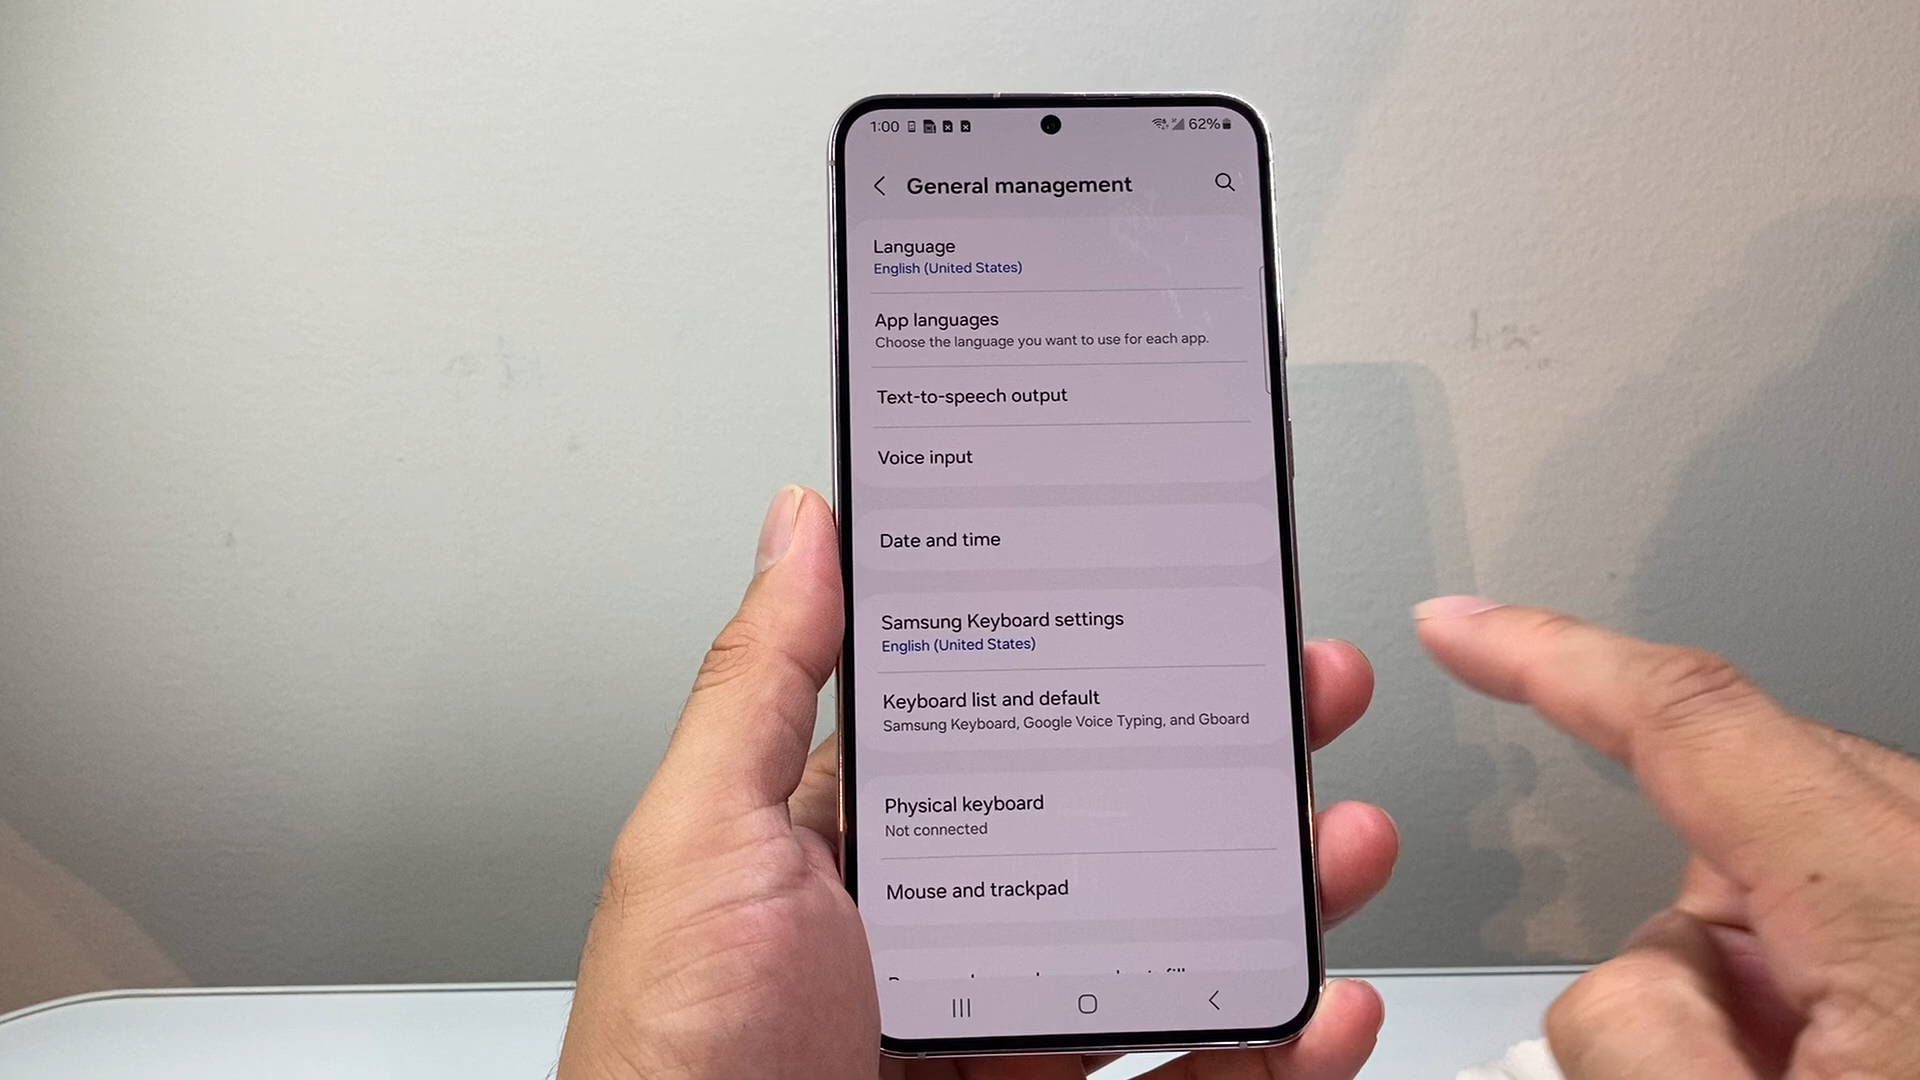 1:00 62%
General management
Language
English (United States)
App languages
Choose the language you want to use for each app.
Text-to-speech output
Voice input
Date and time
Samsung Keyboard settings
English (United States)
Keyboard list and default
Samsung Keyboard, Google Voice Typing, and Gboard
Physical keyboard
Not connected
Mouse and trackpad